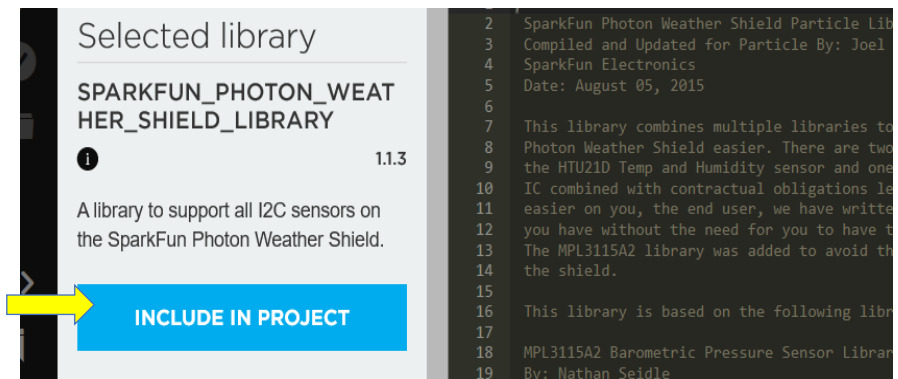 Selected library
SPARKFUN_PHOTON_WEAT
HER_SHIELD_LIBRARY
i
1.1.3
A library to support all I2C sensors on
the SparkFun Photon Weather Shield.
INCLUDE IN PROJECT
2 SparkFun Photon Weather Shield Particle Lib
3 Compiled and Updated for Particle By: Joel
4 SparkFun Electronics
5 Date: August 05, 2015
6
7 This library combines multiple libraries to
8 Photon Weather Shield easier. There are two
9 the HTU21D Temp and Humidity sensor and one
10 IC combined with contractual obligations le
11 easier on you, the end user, we have writte
12 you have without the need for you to have t
13 The MPL3115A2 library was added to avoid th
14 the shield.
15
16 This library is based on the following libr
17
18 MPL3115A2 Barometric Pressure Sensor Librar
19 By: Nathan Seidle